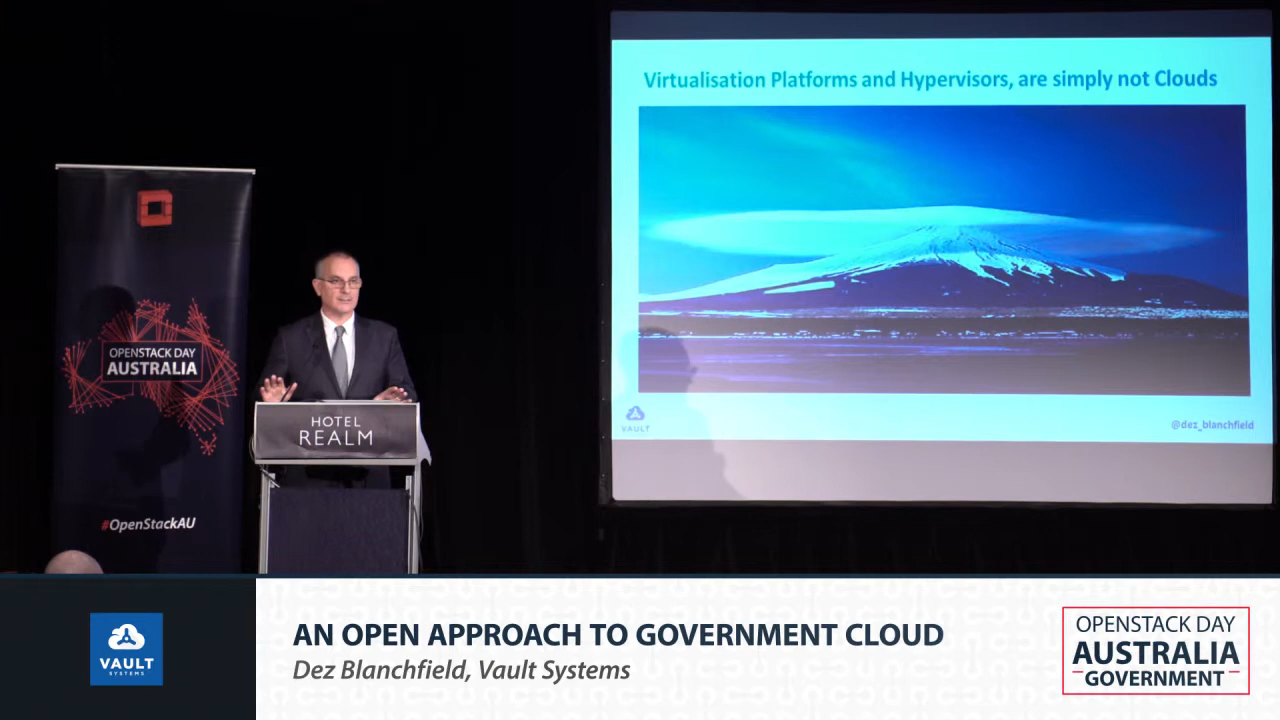 Virtualisation Platforms and Hypervisors, are simply not Clouds
VAULT
@dez_blanchfield
OPENSTACK DAY
AUSTRALIA
#OpenStackAU
HOTEL
REALM
VAULT
SYSTEMS
AN OPEN APPROACH TO GOVERNMENT CLOUD
Dez Blanchfield, Vault Systems
OPENSTACK DAY
AUSTRALIA
GOVERNMENT